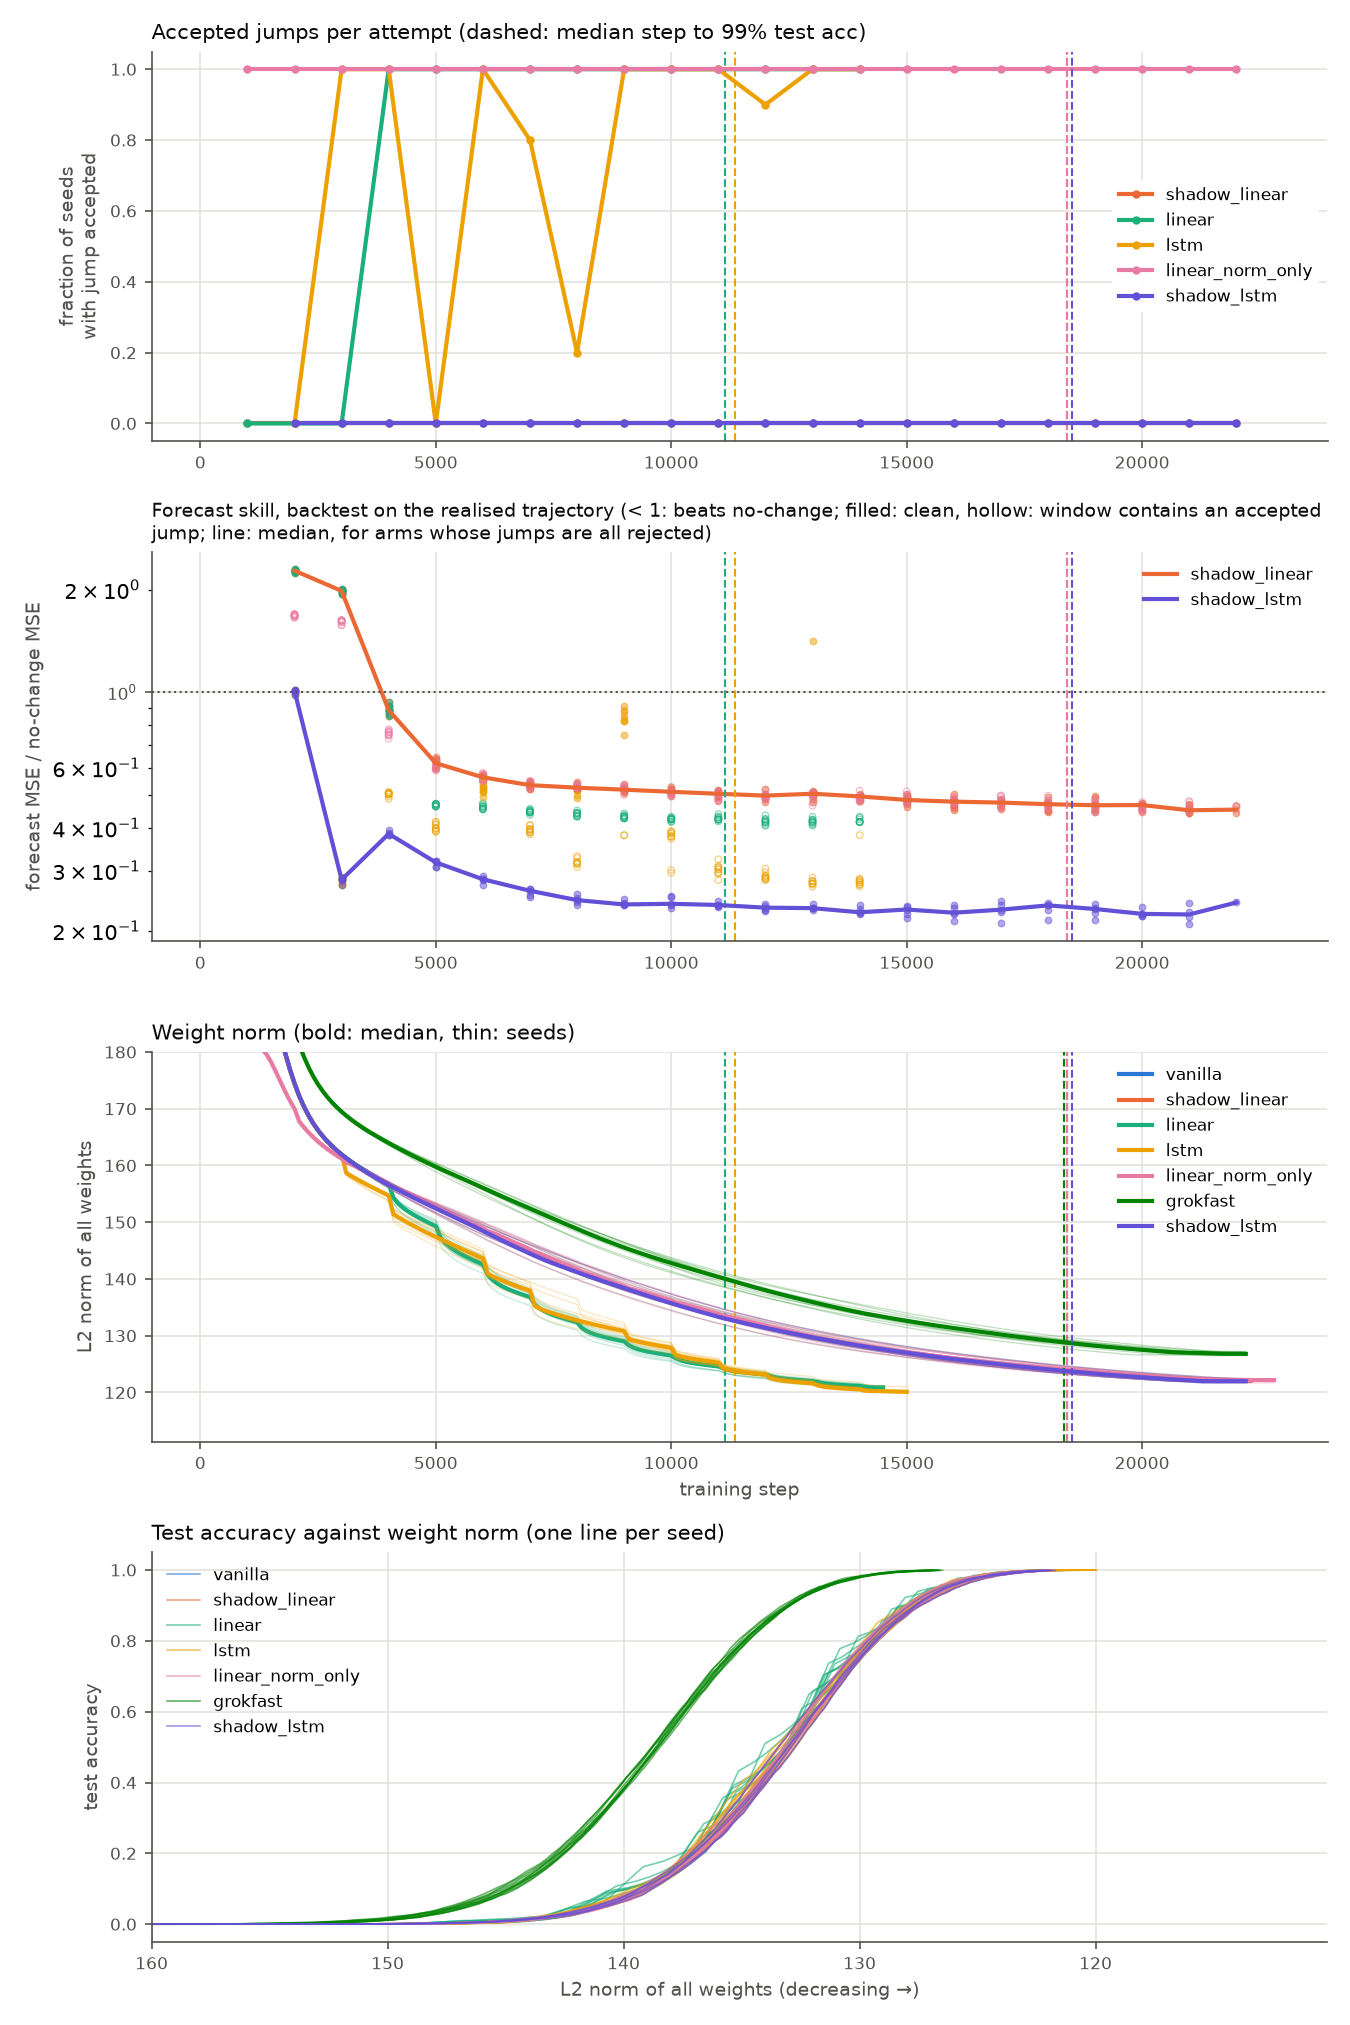 Accepted jumps per attempt (dashed: median step to 99% test acc)
fraction of seeds
with jump accepted
1.0
0.8
0.6
0.4
0.2
0.0
shadow_linear
linear
lstm
linear_norm_only
shadow_lstm
0 5000 10000 15000 20000
Forecast skill, backtest on the realised trajectory (< 1: beats no-change; filled: clean, hollow: window contains an accepted
jump; line: median, for arms whose jumps are all rejected)
forecast MSE / no-change MSE
2 × 10⁰
10⁰
6 × 10⁻¹
4 × 10⁻¹
3 × 10⁻¹
2 × 10⁻¹
shadow_linear
shadow_lstm
0 5000 10000 15000 20000
Weight norm (bold: median, thin: seeds)
L2 norm of all weights
180
170
160
150
140
130
120
vanilla
shadow_linear
linear
lstm
linear_norm_only
grokfast
shadow_lstm
0 5000 10000 15000 20000
training step
Test accuracy against weight norm (one line per seed)
test accuracy
1.0
0.8
0.6
0.4
0.2
0.0
vanilla
shadow_linear
linear
lstm
linear_norm_only
grokfast
shadow_lstm
160 150 140 130 120
L2 norm of all weights (decreasing →)